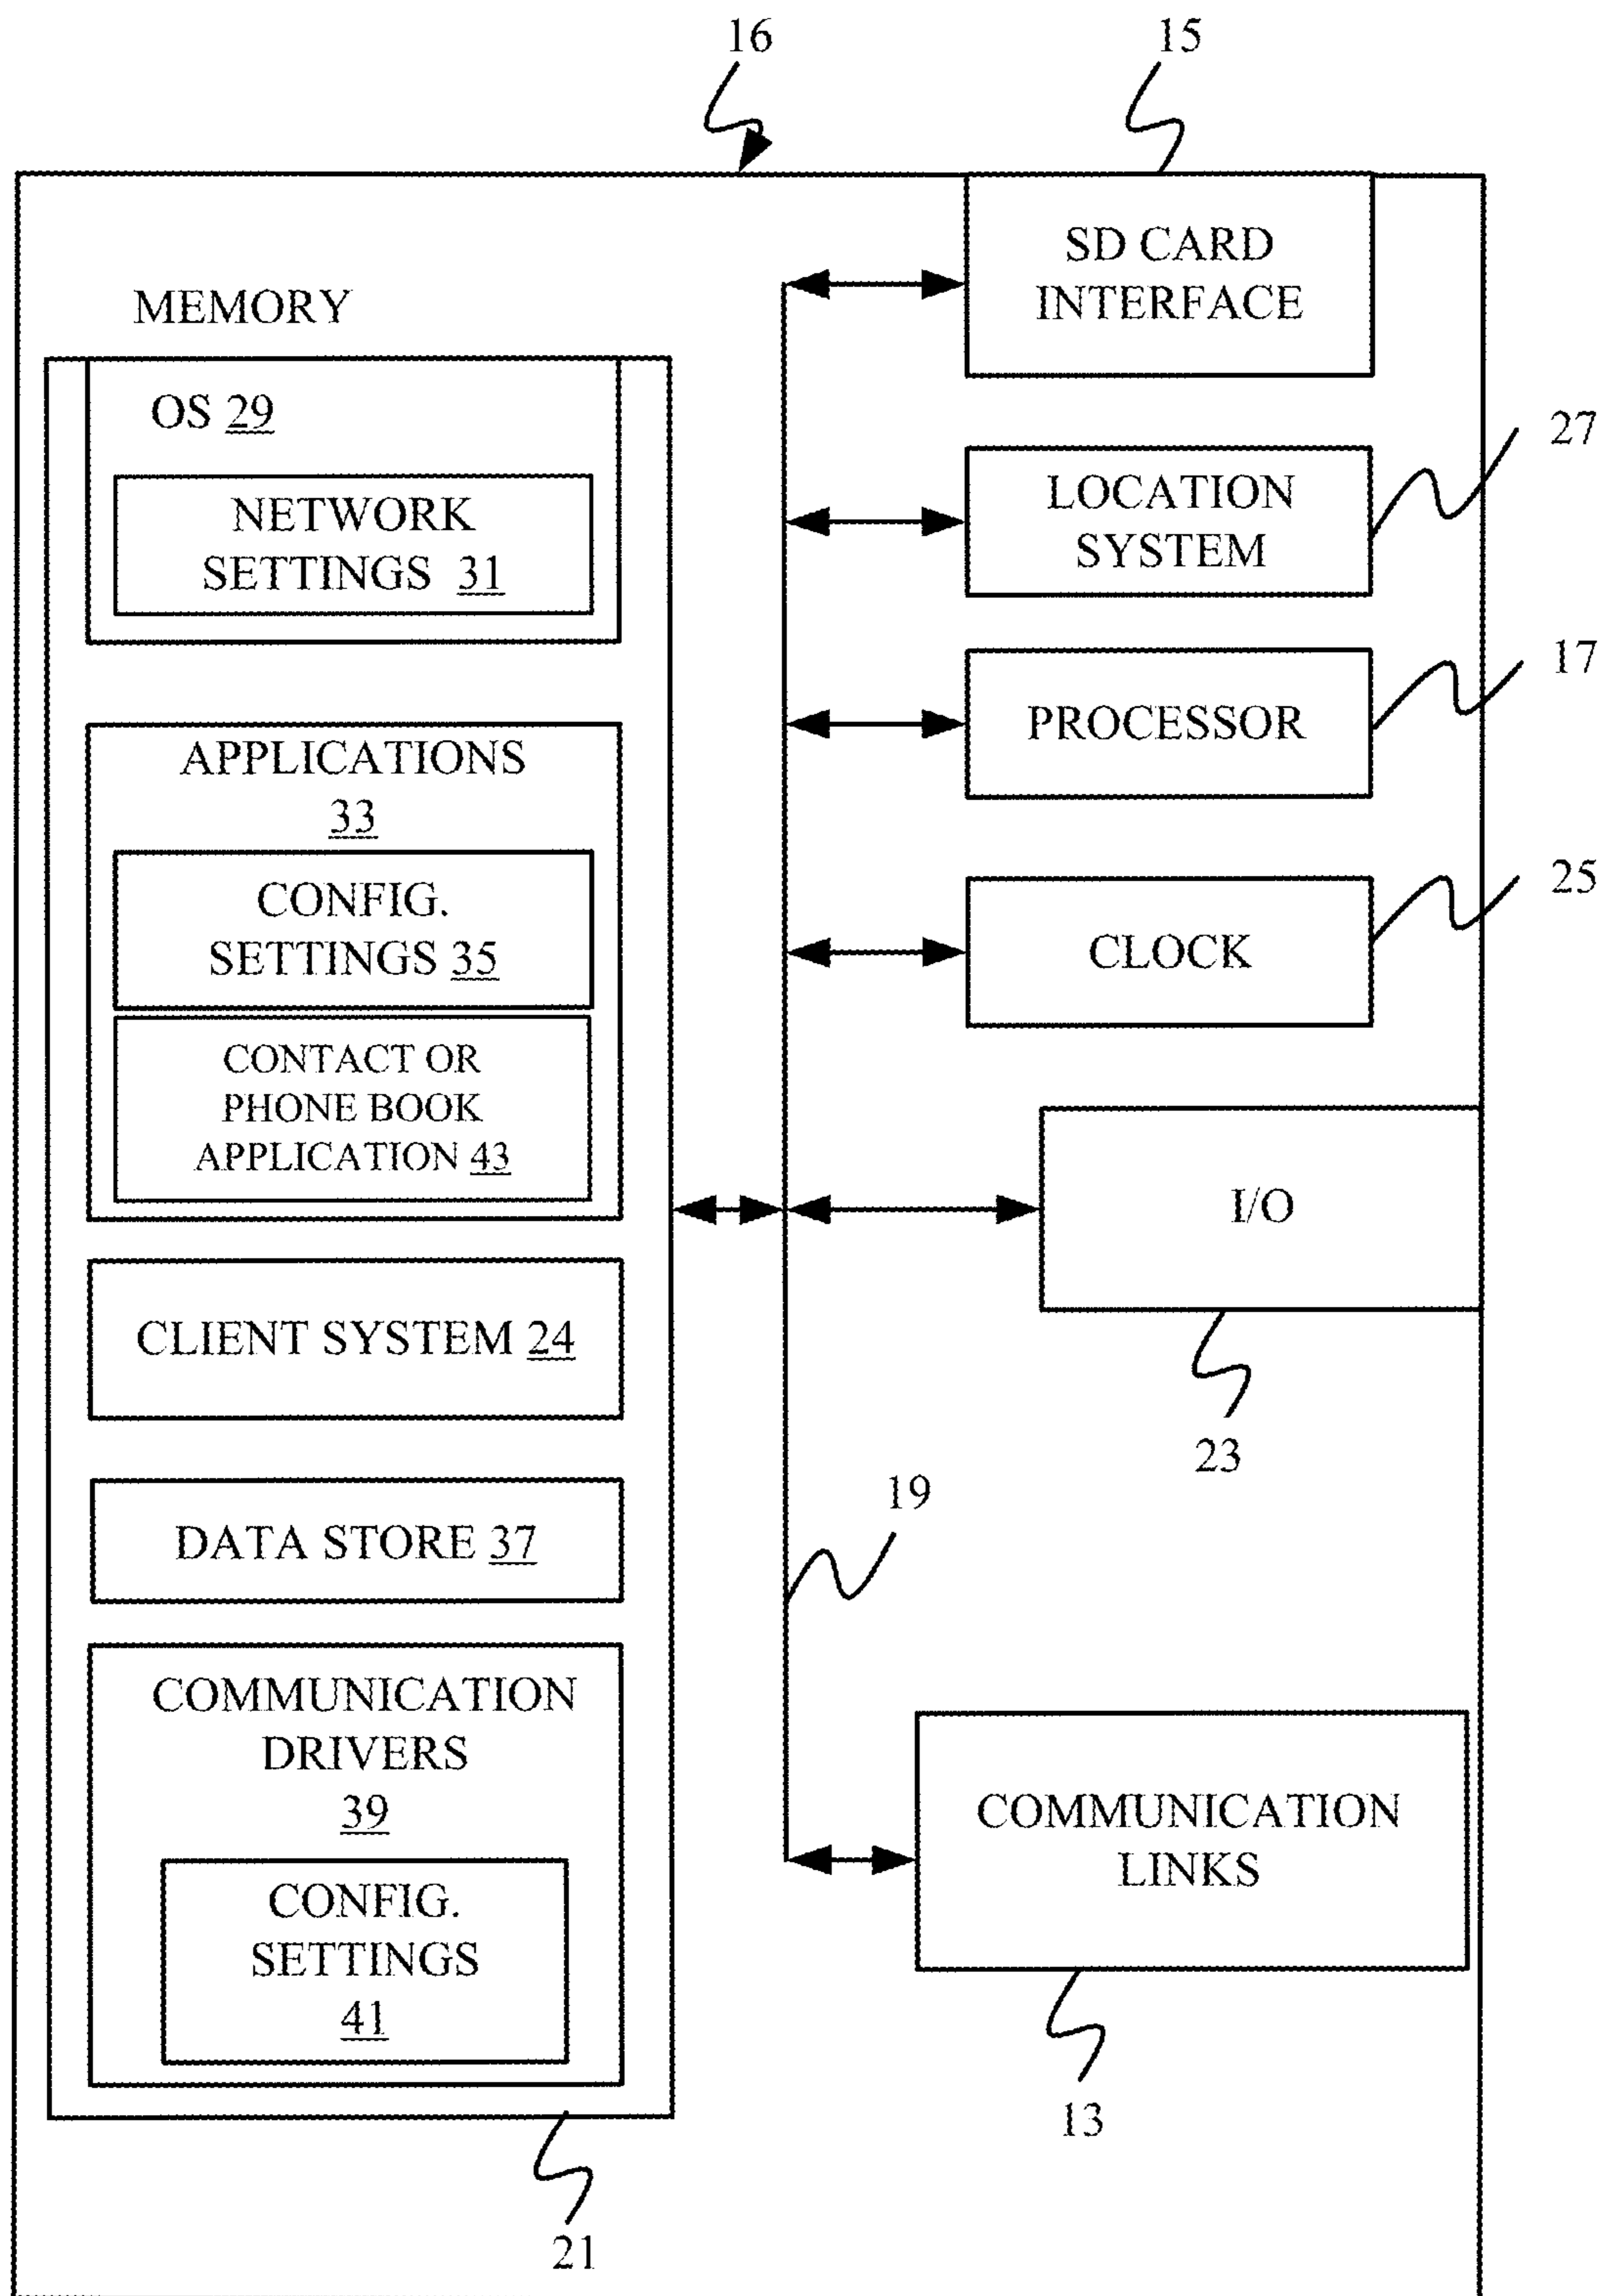 16
15
SD CARD
INTERFACE
MEMORY
OS 29
NETWORK
SETTINGS 31
27
LOCATION
SYSTEM
17
PROCESSOR
APPLICATIONS
33
CONFIG.
SETTINGS 35
CONTACT OR
PHONE BOOK
APPLICATION 43
25
CLOCK
I/O
23
CLIENT SYSTEM 24
19
DATA STORE 37
COMMUNICATION
DRIVERS
39
CONFIG.
SETTINGS
41
COMMUNICATION
LINKS
13
21